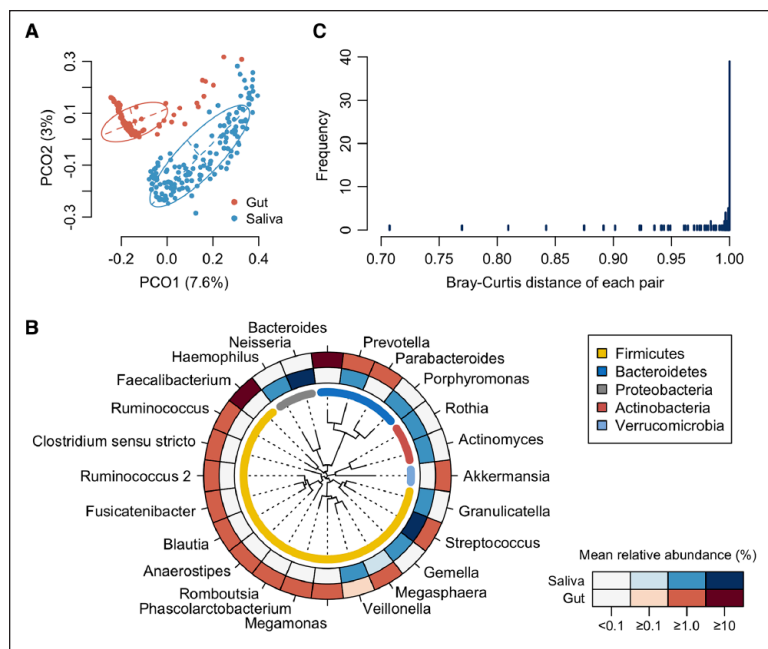 A
0.3
0.1
-0.1
-0.3
PCO2 (3%)
Gut
Saliva
-0.2
0.0
0.2
0.4
PCO1 (7.6%)
C
40
30
20
10
0
Frequency
0.70
0.75
0.80
0.85
0.90
0.95
1.00
Bray-Curtis distance of each pair
B
Bacteroides
Neisseria
Haemophilus
Faecalibacterium
Ruminococcus
Clostridium sensu stricto
Ruminococcus 2
Fusicatenibacter
Blautia
Anaerostipes
Romboutsia
Phascolarctobacterium
Megamonas
Prevotella
Parabacteroides
Porphyromonas
Rothia
Actinomyces
Akkermansia
Granulicatella
Streptococcus
Gemella
Megasphaera
Veillonella
Firmicutes
Bacteroidetes
Proteobacteria
Actinobacteria
Verrucomicrobia
Mean relative abundance (%)
Saliva
Gut
<0.1
≥0.1
≥1.0
≥10